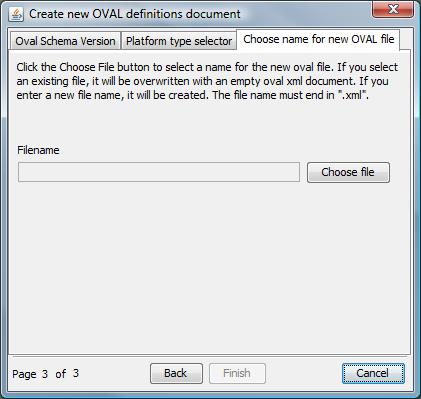 Create new OVAL definitions document
Oval Schema Version Platform type selector Choose name for new OVAL file
Click the Choose File button to select a name for the new oval file. If you select
an existing file, it will be overwritten with an empty oval xml document. If you
enter a new file name, it will be created. The file name must end in ".xml".
Filename
Choose file
Page 3 of 3 Back Finish Cancel